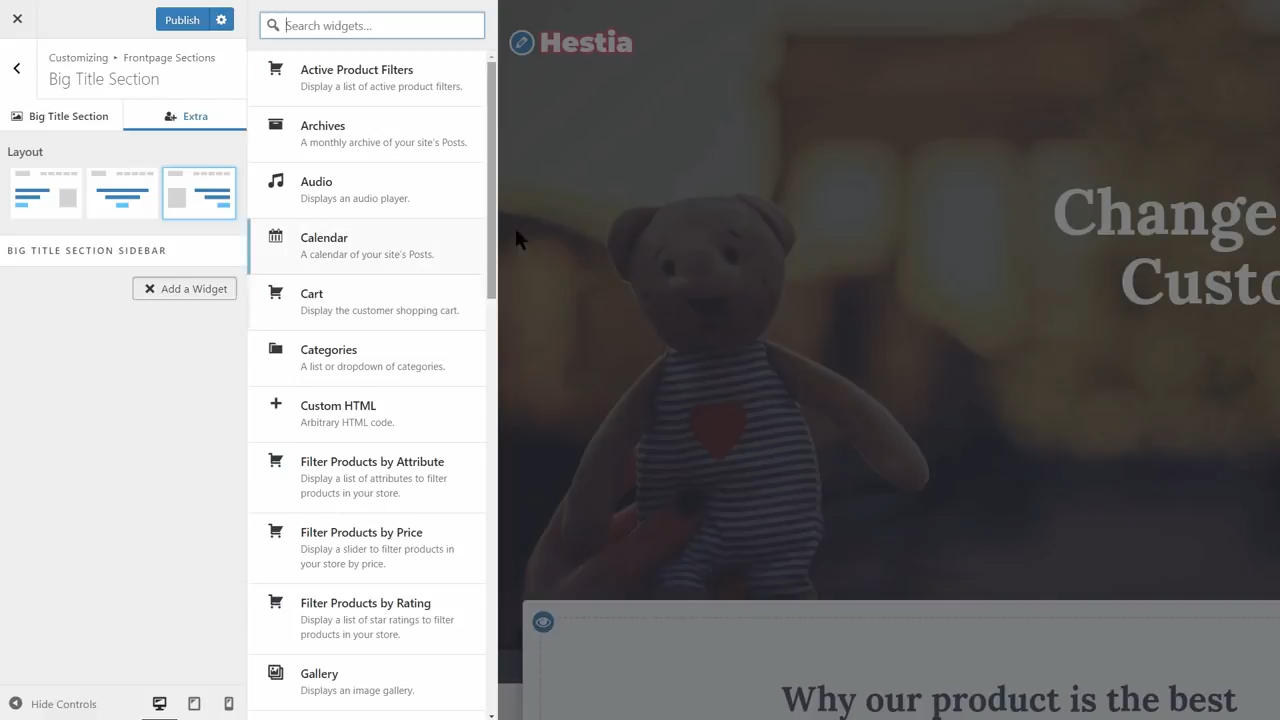 Publish
Customizing ▸ Frontpage Sections
Big Title Section
Big Title Section
Extra
Layout
BIG TITLE SECTION SIDEBAR
Add a Widget
Hide Controls
Search widgets...
Active Product Filters
Display a list of active product filters.
Archives
A monthly archive of your site's Posts.
Audio
Displays an audio player.
Calendar
A calendar of your site's Posts.
Cart
Display the customer shopping cart.
Categories
A list or dropdown of categories.
Custom HTML
Arbitrary HTML code.
Filter Products by Attribute
Display a list of attributes to filter
products in your store.
Filter Products by Price
Display a slider to filter products in
your store by price.
Filter Products by Rating
Display a list of star ratings to filter
products in your store.
Gallery
Displays an image gallery.
Hestia
Change
Custo
Why our product is the best